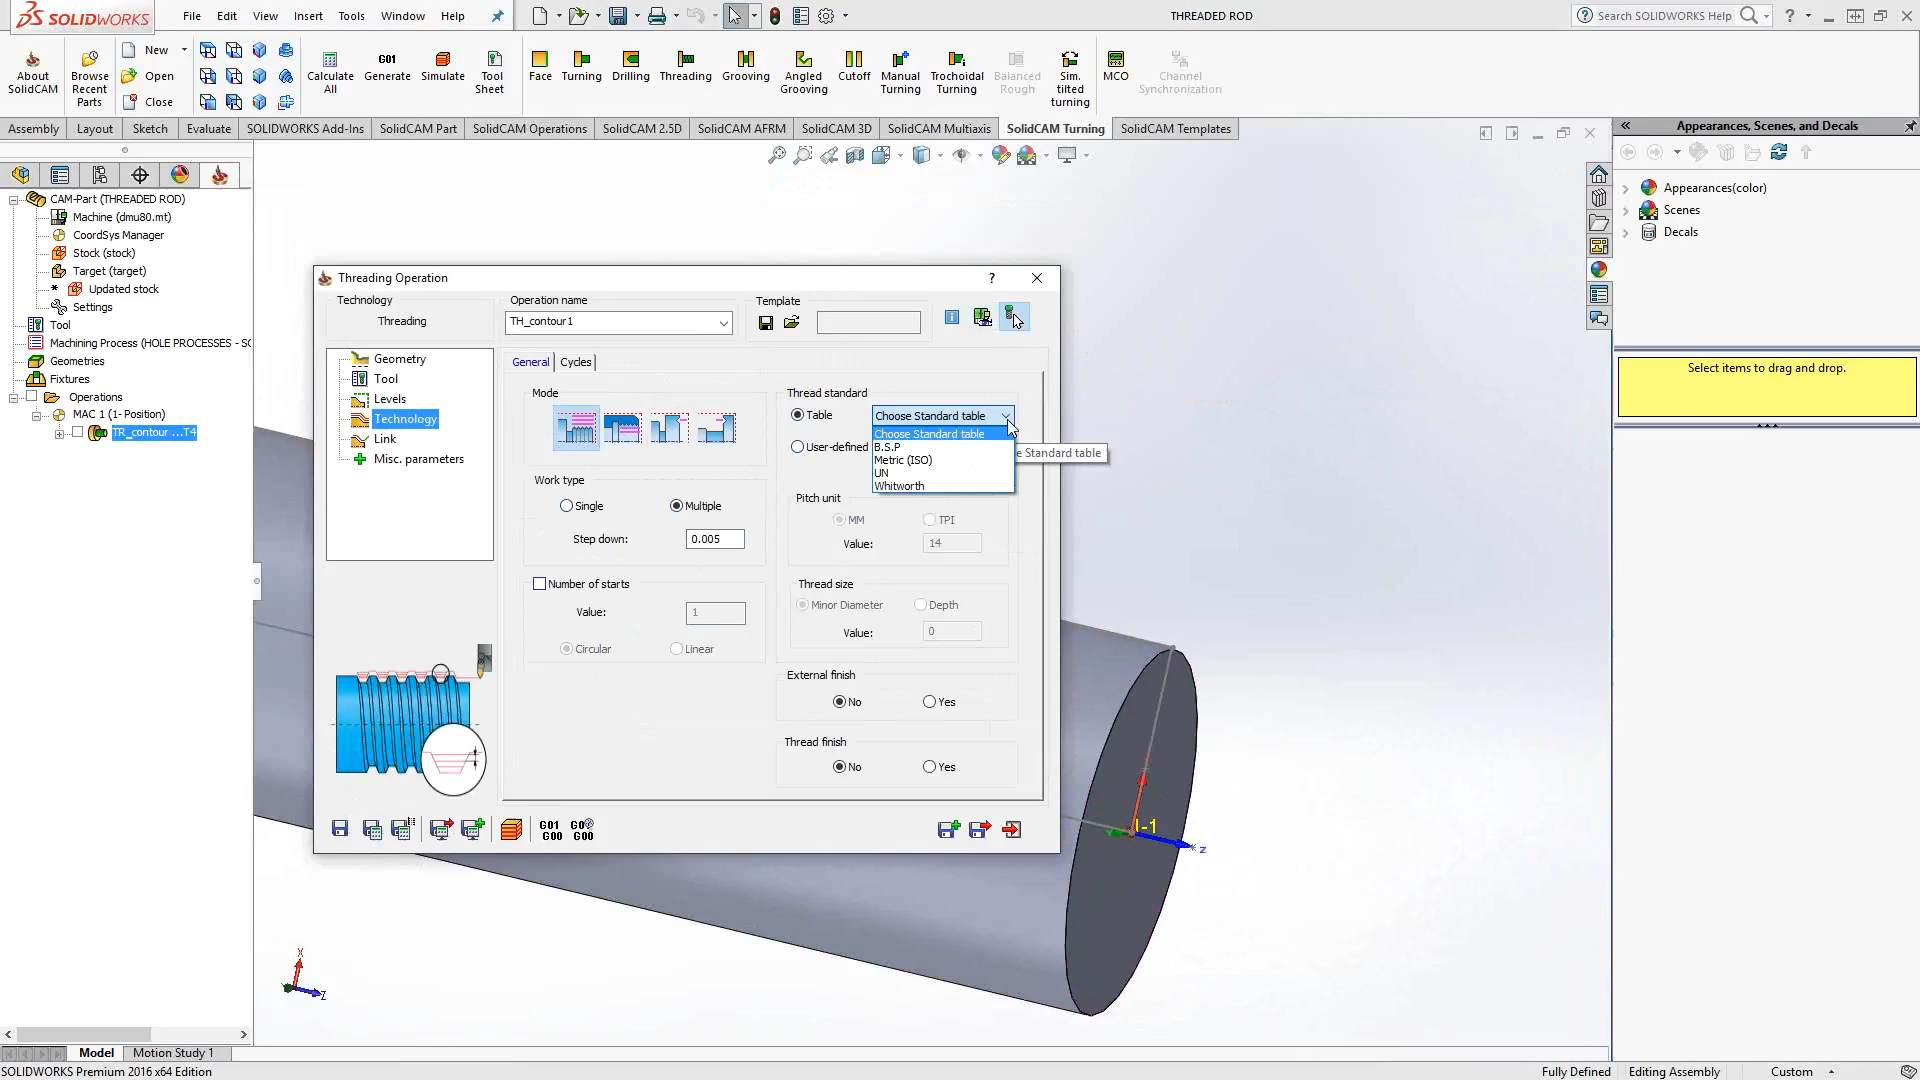 SOLIDWORKS
File Edit View Insert Tools Window Help
THREADED ROD
Search SOLIDWORKS Help
About SolidCAM
Browse Recent Parts
New
Open
Close
Calculate All
G01 Generate
Simulate
Tool Sheet
Face
Turning
Drilling
Threading
Grooving
Angled Grooving
Cutoff
Manual Turning
Trochoidal Turning
Balanced Rough
Sim. tilted turning
MCO
Channel Synchronization
Assembly Layout Sketch Evaluate SOLIDWORKS Add-Ins SolidCAM Part SolidCAM Operations SolidCAM 2.5D SolidCAM AFRM SolidCAM 3D SolidCAM Multiaxis SolidCAM Turning SolidCAM Templates
Appearances, Scenes, and Decals
Appearances(color)
Scenes
Decals
Select items to drag and drop.
CAM-Part (THREADED ROD)
Machine (dmu80.mt)
CoordSys Manager
Stock (stock)
Target (target)
* Updated stock
Settings
Tool
Machining Process (HOLE PROCESSES - SO
Geometries
Fixtures
Operations
MAC 1 (1- Position)
TR_contour ...T4
Threading Operation
?
Technology
Threading
Operation name
TH_contour1
Template
Geometry
Tool
Levels
Technology
Link
Misc. parameters
General Cycles
Mode
Work type
Single Multiple
Step down: 0.005
Number of starts
Value: 1
Circular Linear
Thread standard
Table Choose Standard table
User-defined
Choose Standard table
B.S.P
Metric (ISO)
UN
Whitworth
e Standard table
Pitch unit
MM TPI
Value: 14
Thread size
Minor Diameter Depth
Value: 0
External finish
No Yes
Thread finish
No Yes
G01 G00
G0 G00
1-1
z
X
Z
Model Motion Study 1
SOLIDWORKS Premium 2016 x64 Edition
Fully Defined Editing Assembly Custom